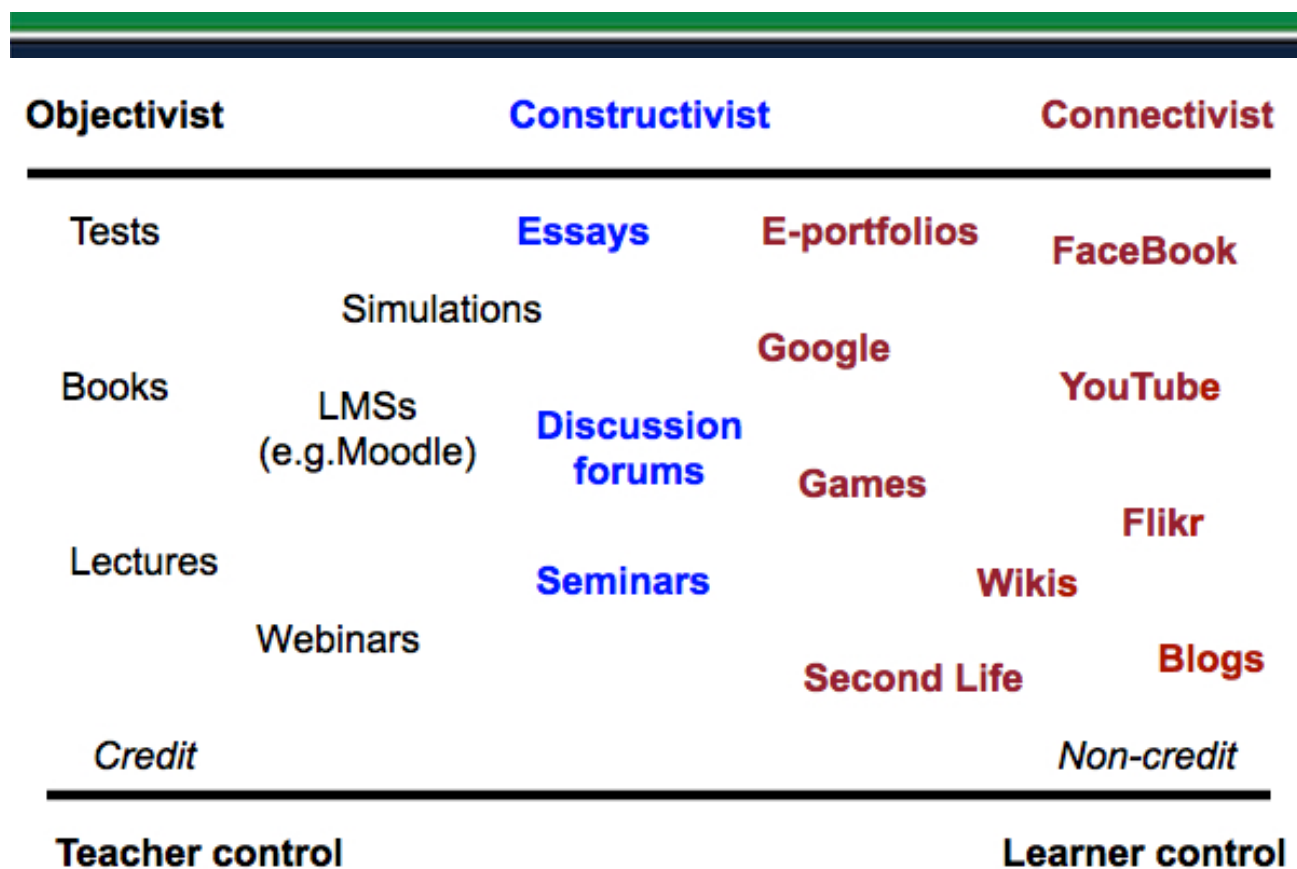 Objectivist Constructivist Connectivist
Tests Essays E-portfolios FaceBook
Simulations
Google
Books LMSs YouTube
(e.g.Moodle) Discussion
forums Games
Flikr
Lectures Seminars Wikis
Webinars Blogs
Second Life
Credit Non-credit
Teacher control Learner control